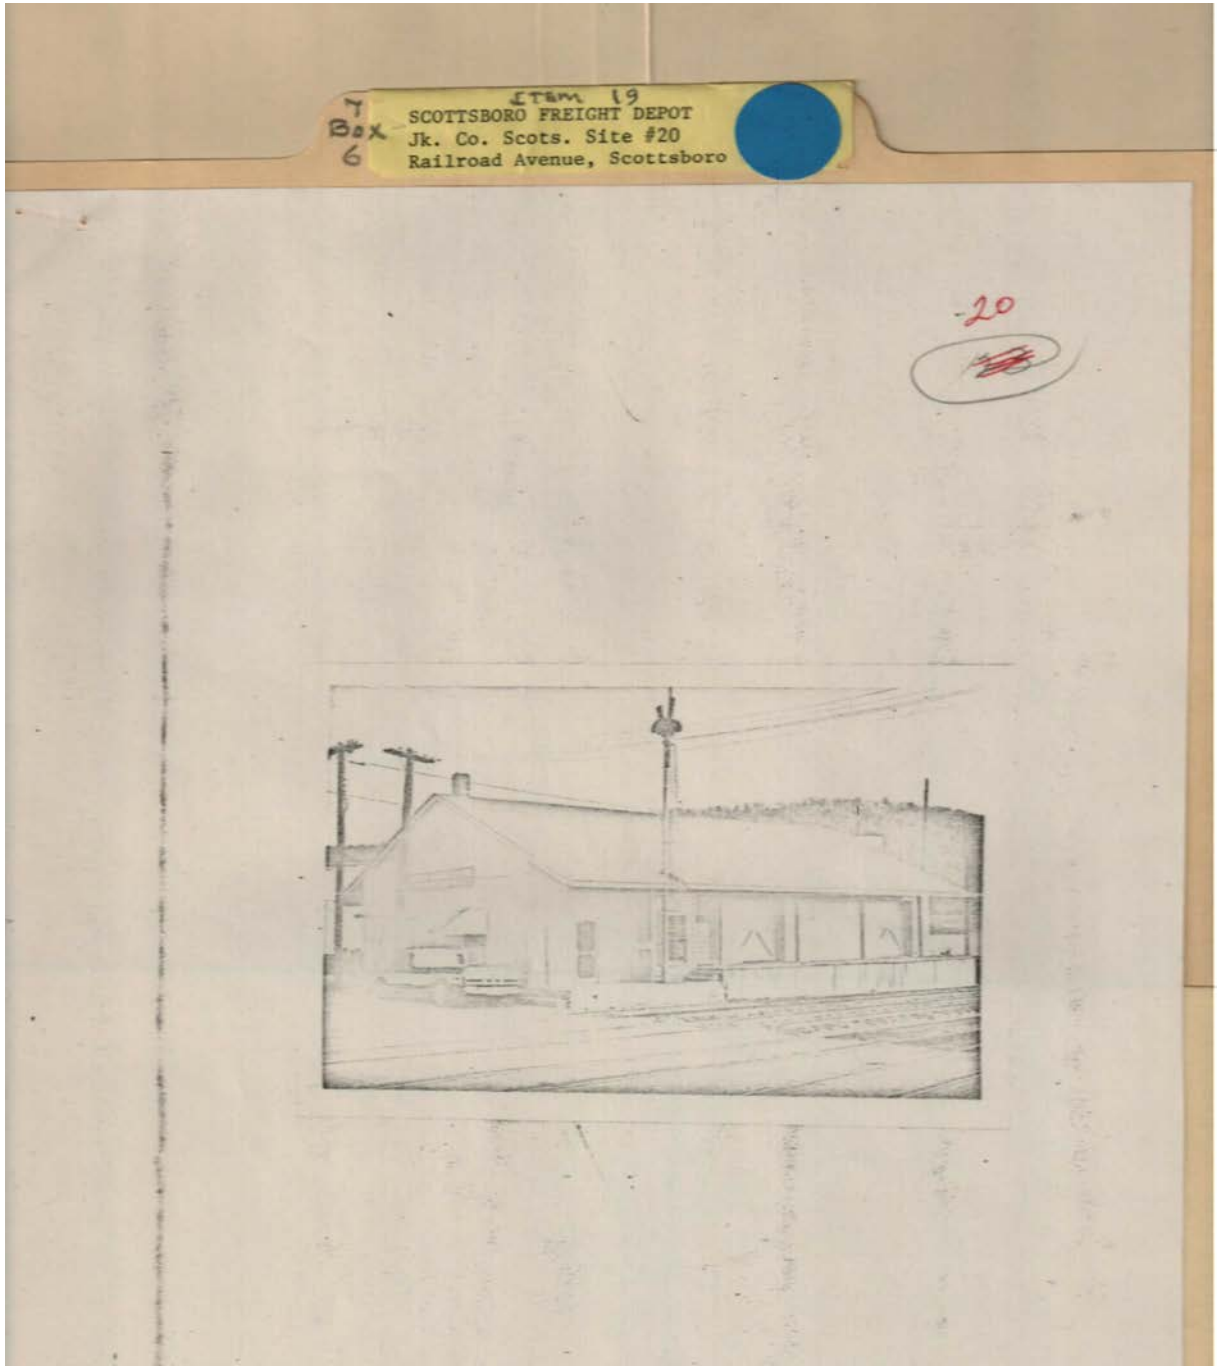 ITEM 19
7
BOX
6
SCOTTSBORO FREIGHT DEPOT
Jk. Co. Scots. Site #20
Railroad Avenue, Scottsboro
-20